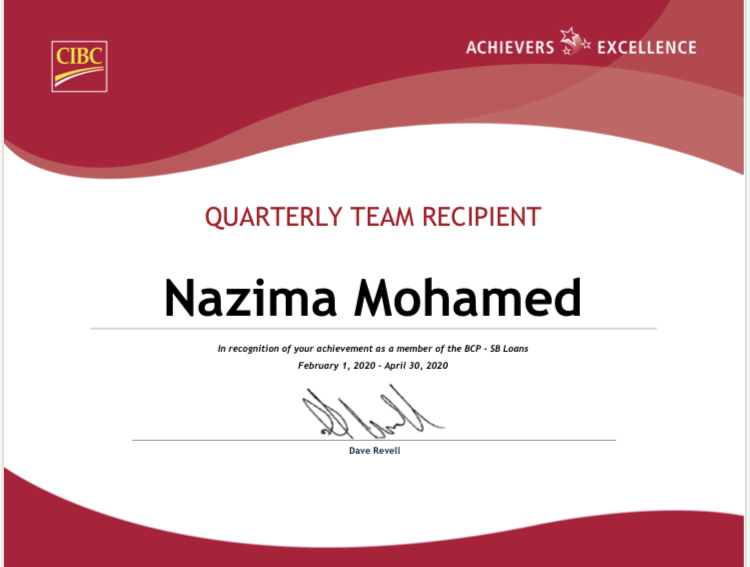 CIBC
ACHIEVERS EXCELLENCE
QUARTERLY TEAM RECIPIENT
Nazima Mohamed
In recognition of your achievement as a member of the BCP - SB Loans
February 1, 2020 - April 30, 2020
Dave Revell